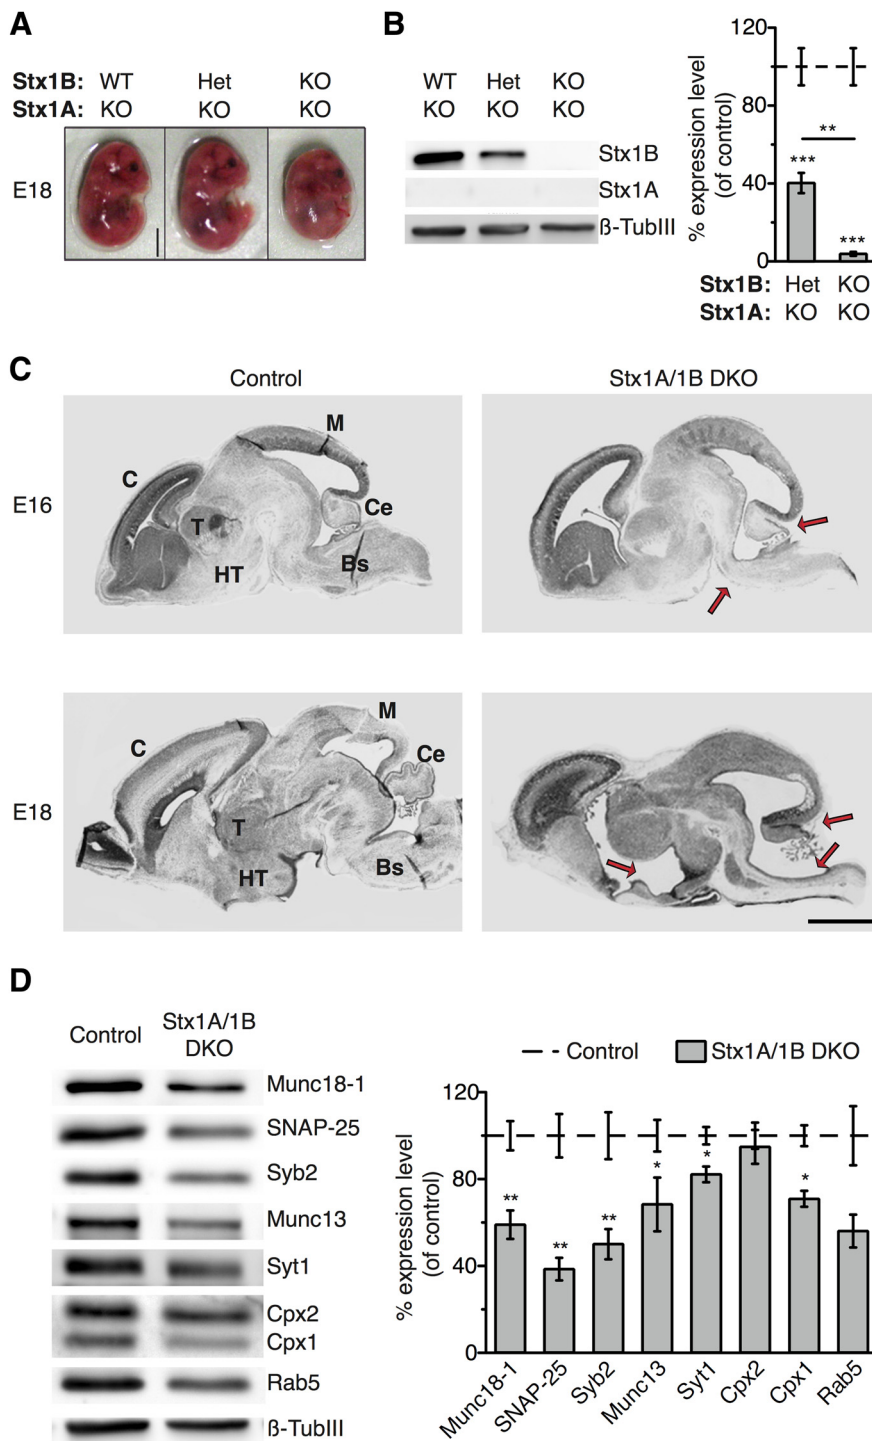 A
Stx1B: WT Het KO
Stx1A: KO KO KO
E18
B
WT Het KO
KO KO KO
Stx1B
Stx1A
ß-TubIII
% expression level
(of control)
120
80
40
0
**
***
***
Stx1B: Het KO
Stx1A: KO KO
C
Control
Stx1A/1B DKO
E16
C
M
T
Ce
HT
Bs
E18
C
M
Ce
T
HT
Bs
D
Control
Stx1A/1B
DKO
Munc18-1
SNAP-25
Syb2
Munc13
Syt1
Cpx2
Cpx1
Rab5
ß-TubIII
Control
Stx1A/1B DKO
% expression level
(of control)
120
80
40
0
**
**
**
*
*
*
Munc18-1
SNAP-25
Syb2
Munc13
Syt1
Cpx2
Cpx1
Rab5